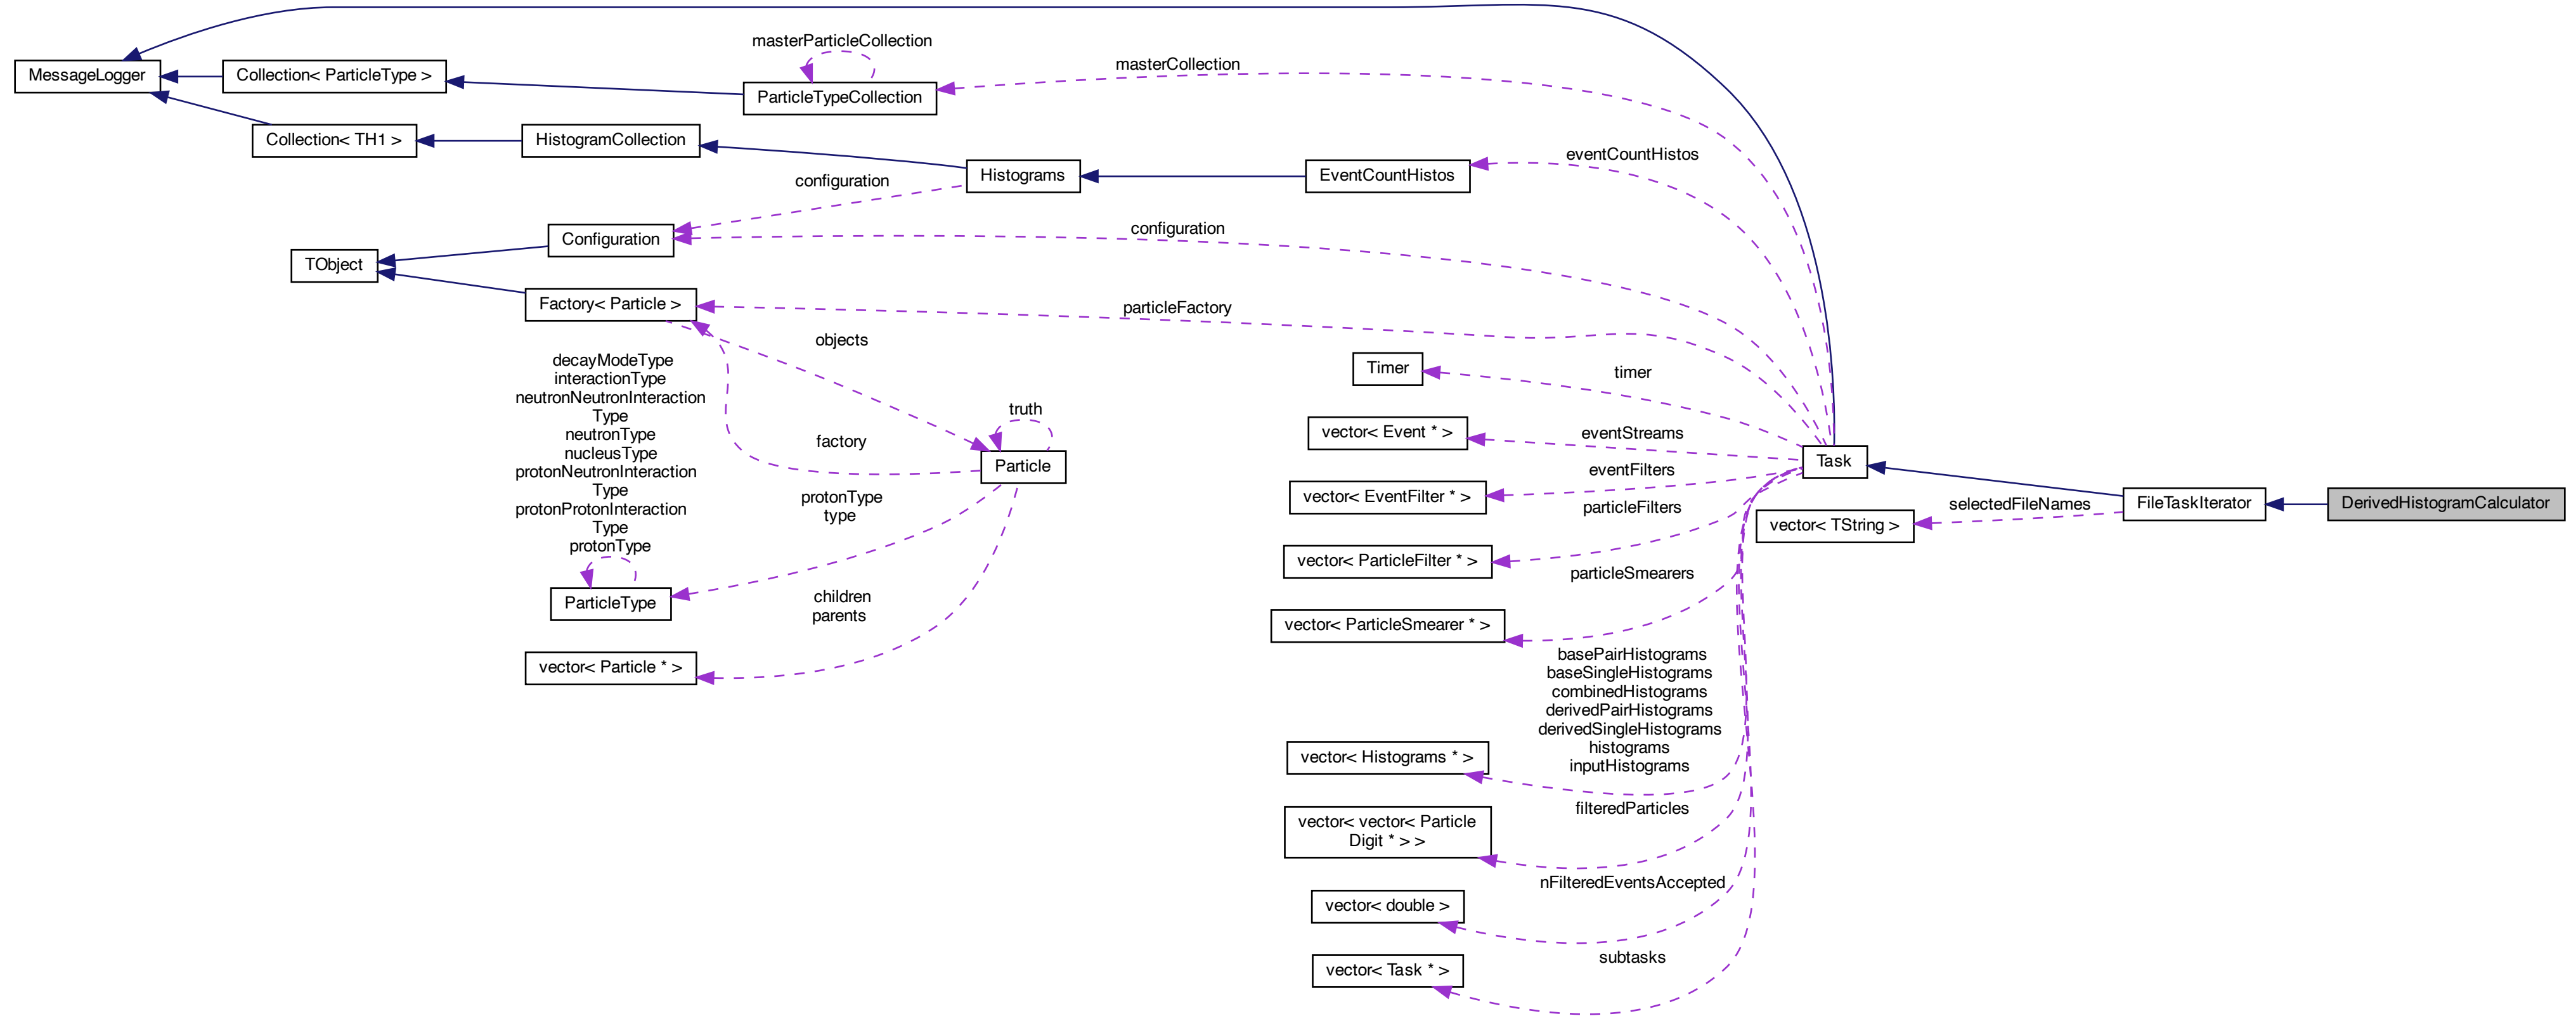 masterParticleCollection
masterCollection
MessageLogger
Collection< ParticleType >
ParticleTypeCollection
Collection< TH1 >
HistogramCollection
eventCountHistos
Histograms
EventCountHistos
configuration
configuration
Configuration
TObject
Factory< Particle >
particleFactory
objects
decayModeType
interactionType
neutronNeutronInteraction
Type
neutronType
nucleusType
protonNeutronInteraction
Type
protonProtonInteraction
Type
protonType
Timer
timer
truth
factory
Particle
vector< Event * >
eventStreams
Task
eventFilters
vector< EventFilter * >
particleFilters
protonType
type
selectedFileNames
FileTaskIterator
DerivedHistogramCalculator
vector< TString >
vector< ParticleFilter * >
particleSmearers
ParticleType
children
parents
vector< ParticleSmearer * >
vector< Particle * >
basePairHistograms
baseSingleHistograms
combinedHistograms
derivedPairHistograms
derivedSingleHistograms
histograms
inputHistograms
vector< Histograms * >
filteredParticles
vector< vector< Particle
Digit * > >
nFilteredEventsAccepted
vector< double >
subtasks
vector< Task * >